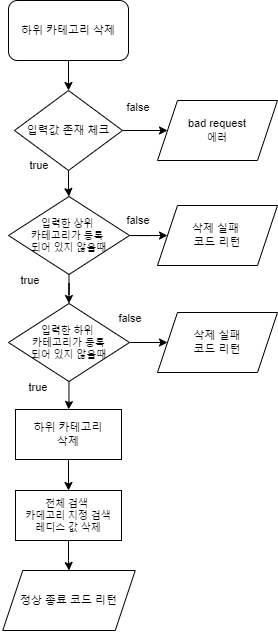 하위 카테고리 삭제
false
입력값 존재 체크
bad request
에러
true
입력한 상위
카테고리가 등록
되어 있지 않을때
false
삭제 실패
코드 리턴
true
입력한 하위
카테고리가 등록
되어 있지 않을때
false
삭제 실패
코드 리턴
true
하위 카테고리
삭제
전체 검색
카데고리 지정 검색
레디스 값 삭제
정상 종료 코드 리턴